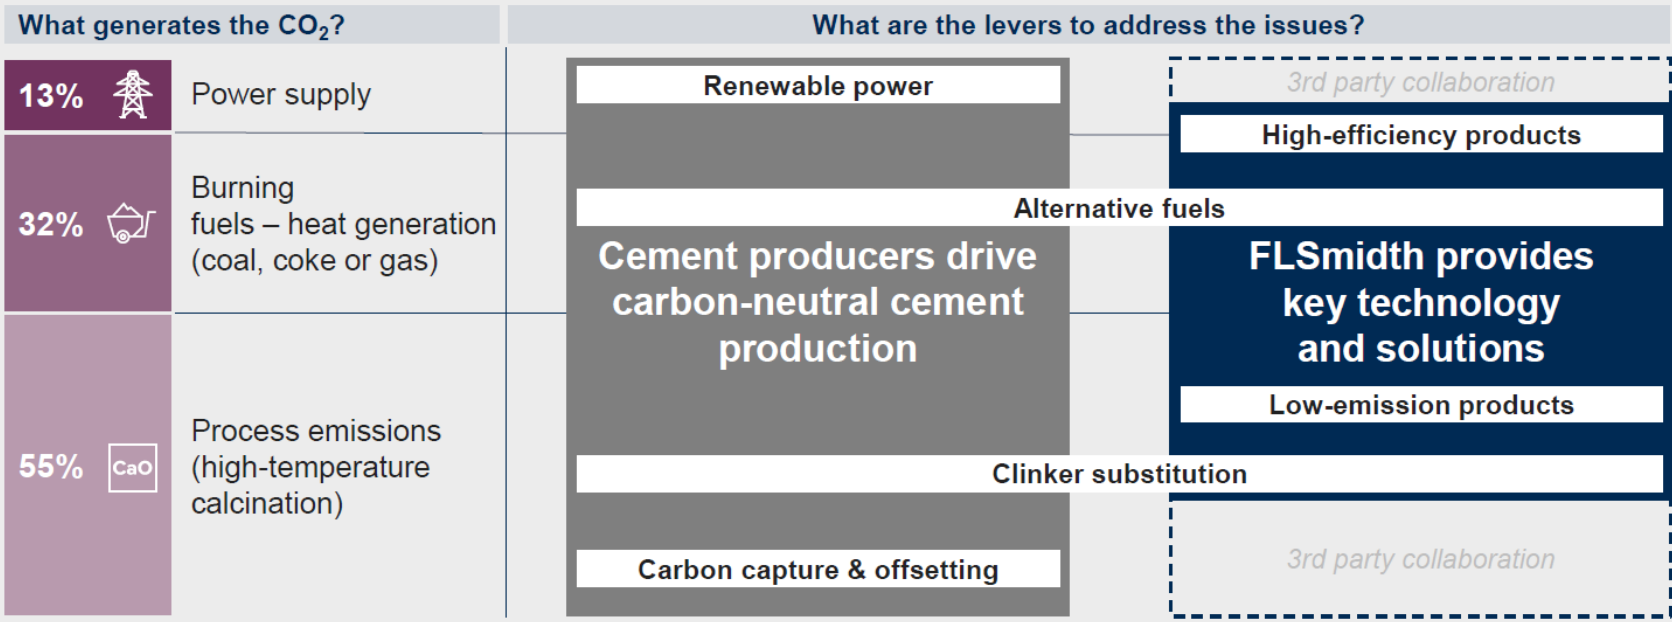 What generates the CO₂?
What are the levers to address the issues?
13%
Power supply
32%
Burning
fuels – heat generation
(coal, coke or gas)
55%
CaO
Process emissions
(high-temperature
calcination)
Renewable power
3rd party collaboration
High-efficiency products
Alternative fuels
Cement producers drive
carbon-neutral cement
production
FLSmidth provides
key technology
and solutions
Low-emission products
Clinker substitution
Carbon capture & offsetting
3rd party collaboration